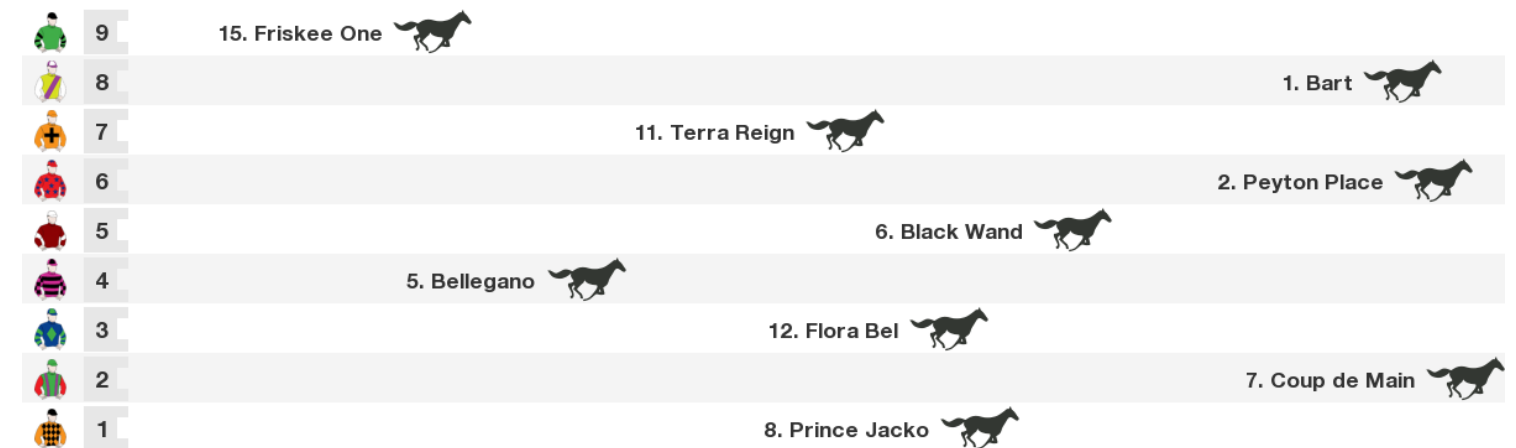 9 15. Friskee One
8 1. Bart
7 11. Terra Reign
6 2. Peyton Place
5 6. Black Wand
4 5. Bellegano
3 12. Flora Bel
2 7. Coup de Main
1 8. Prince Jacko